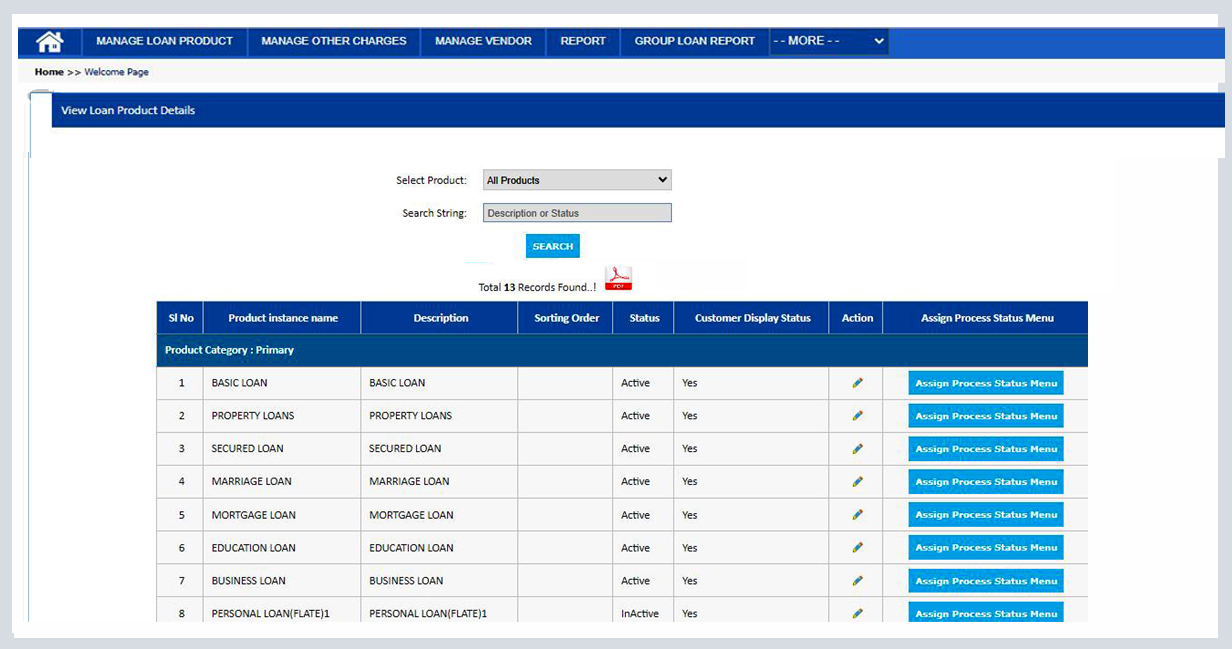 MANAGE LOAN PRODUCT MANAGE OTHER CHARGES MANAGE VENDOR REPORT GROUP LOAN REPORT - - MORE - -
Home >> Welcome Page
View Loan Product Details
Select Product: All Products
Search String: Description or Status
SEARCH
Total 13 Records Found..! PDF
Sl No Product instance name Description Sorting Order Status Customer Display Status Action Assign Process Status Menu
Product Category : Primary
1 BASIC LOAN BASIC LOAN Active Yes Assign Process Status Menu
2 PROPERTY LOANS PROPERTY LOANS Active Yes Assign Process Status Menu
3 SECURED LOAN SECURED LOAN Active Yes Assign Process Status Menu
4 MARRIAGE LOAN MARRIAGE LOAN Active Yes Assign Process Status Menu
5 MORTGAGE LOAN MORTGAGE LOAN Active Yes Assign Process Status Menu
6 EDUCATION LOAN EDUCATION LOAN Active Yes Assign Process Status Menu
7 BUSINESS LOAN BUSINESS LOAN Active Yes Assign Process Status Menu
8 PERSONAL LOAN(FLATE)1 PERSONAL LOAN(FLATE)1 InActive Yes Assign Process Status Menu